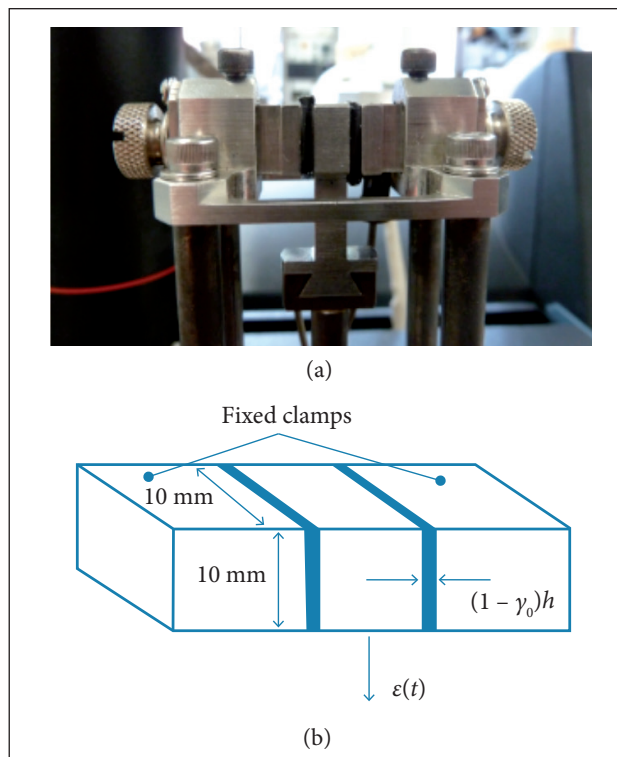 (a)
Fixed clamps
10 mm
10 mm
(1 – γ₀)h
ε(t)
(b)